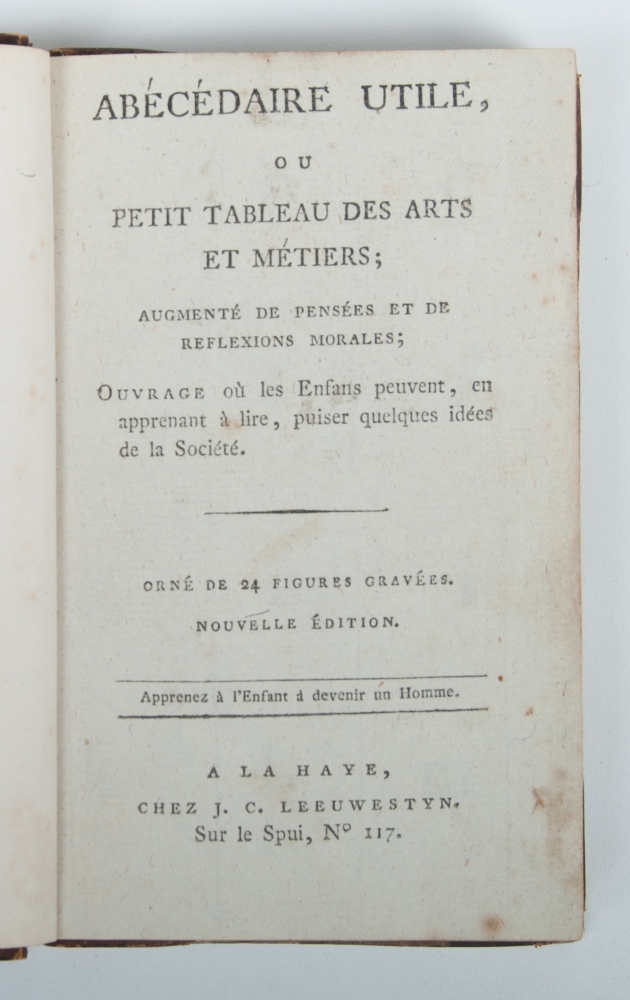 ABÉCÉDAIRE UTILE,
OU
PETIT TABLEAU DES ARTS
ET MÉTIERS;
AUGMENTÉ DE PENSÉES ET DE
REFLEXIONS MORALES;
OUVRAGE où les Enfans peuvent, en
apprenant à lire, puiser quelques idées
de la Société.
ORNÉ DE 24 FIGURES GRAVÉES.
NOUVELLE ÉDITION.
Apprenez à l'Enfant à devenir un Homme.
A LA HAYE,
CHEZ J. C. LEEUWESTYN.
Sur le Spui, Nº 117.